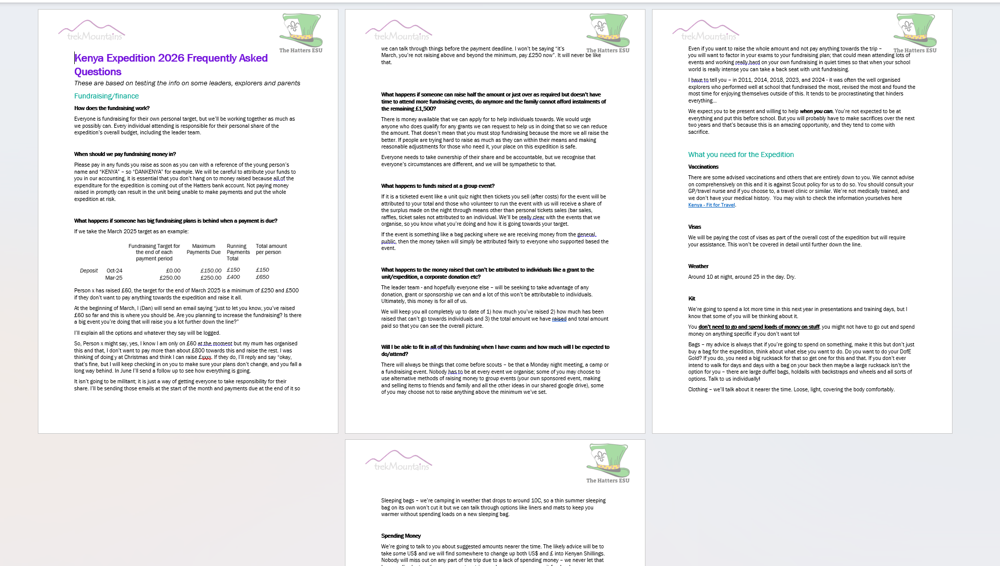 trekMountains
The Hatters ESU
Kenya Expedition 2026 Frequently Asked
Questions
These are based on testing the info on some leaders, explorers and parents
Fundraising/finance
How does the fundraising work?
Everyone is fundraising for their own personal target, but we'll be working together as much as
we possibly can. Every individual attending is responsible for their personal share of the
expedition's overall budget, including the leader team.
When should we pay fundraising money in?
Please pay in any funds you raise as soon as you can with a reference of the young person's
name and “KENYA” – so “DANKENYA” for example. We will be careful to attribute your funds to
you in our accounting, it is essential that you don't hang on to money raised because all of the
expenditure for the expedition is coming out of the Hatters bank account. Not paying money
raised in promptly can result in the unit being unable to make payments and put the whole
expedition at risk.
What happens if someone has big fundraising plans is behind when a payment is due?
If we take the March 2025 target as an example:
Fundraising Target for the end of each payment period Maximum Payments Due Running Payments Total Total amount per person
Deposit Oct-24 £0.00 £150.00 £150 £150
Mar-25 £250.00 £250.00 £400 £650
Person x has raised £60, the target for the end of March 2025 is a minimum of £250 and £500
if they don't want to pay anything towards the expedition and raise it all.
At the beginning of March, I (Dan) will send an email saying “just to let you know, you've raised
£60 so far and this is where you should be. Are you planning to increase the fundraising? Is there
a big event you're doing that will raise you a lot further down the line?”
I'll explain all the options and whatever they say will be logged.
So, Person x might say, yes, I know I am only on £60 at the moment but my mum has organised
this and that, I don't want to pay more than about £800 towards this and raise the rest. I was
thinking of doing y at Christmas and think I can raise £xxxx. If they do, I'll reply and say “okay,
that's fine, but I will keep checking in on you to make sure your plans don't change, and you fall a
long way behind. In June I'll send a follow up to see how everything is going.
It isn't going to be militant; it is just a way of getting everyone to take responsibility for their
share. I'll be sending those emails at the start of the month and payments due at the end of it so
trekMountains
The Hatters ESU
we can talk through things before the payment deadline. I won't be saying “it's
March, you're not raising above and beyond the minimum, pay £250 now”. It will never be like
that.
What happens if someone can raise half the amount or just over as required but doesn't have
time to attend more fundraising events, do anymore and the family cannot afford instalments of
the remaining £1,500?
There is money available that we can apply for to help individuals towards. We would urge
anyone who does qualify for any grants we can request to help us in doing that so we can reduce
the amount. That doesn't mean that you must stop fundraising because the more we all raise the
better. If people are trying hard to raise as much as they can within their means and making
reasonable adjustments for those who need it, your place on this expedition is safe.
Everyone needs to take ownership of their share and be accountable, but we recognise that
everyone's circumstances are different, and we will be sympathetic to that.
What happens to funds raised at a group event?
If it is a ticketed event like a unit quiz night then tickets you sell (after costs) for the event will be
attributed to your total and those who volunteer to run the event with us will receive a share of
the surplus made on the night through means other than personal tickets sales (bar sales,
raffles, ticket sales not attributed to an individual. We'll be really clear with the events that we
organise, so you know what you're doing and how it is going towards your target.
If the event is something like a bag packing where we are receiving money from the general
public, then the money taken will simply be attributed fairly to everyone who supported based the
event.
What happens to the money raised that can't be attributed to individuals like a grant to the
unit/expedition, a corporate donation etc?
The leader team - and hopefully everyone else – will be seeking to take advantage of any
donation, grant or sponsorship we can and a lot of this won't be attributable to individuals.
Ultimately, this money is for all of us.
We will keep you all completely up to date of 1) how much you've raised 2) how much has been
raised that can't go towards individuals and 3) the total amount we have raised and total amount
paid so that you can see the overall picture.
Will I be able to fit in all of this fundraising when I have exams and how much will I be expected to
do/attend?
There will always be things that come before scouts – be that a Monday night meeting, a camp or
a fundraising event. Nobody has to be at every event we organise; some of you may choose to
use alternative methods of raising money to group events (your own sponsored event, making
and selling items to friends and family and all the other ideas in our shared google drive), some
of you may choose not to raise anything above the minimum we've set.
trekMountains
The Hatters ESU
Even if you want to raise the whole amount and not pay anything towards the trip –
you will want to factor in your exams to your fundraising plan; that could mean attending lots of
events and working really hard on your own fundraising in quiet times so that when your school
world is really intense you can take a back seat with unit fundraising.
I have to tell you – in 2011, 2014, 2018, 2023, and 2024 - it was often the well organised
explorers who performed well at school that fundraised the most, revised the most and found the
most time for enjoying themselves outside of this. It tends to be procrastinating that hinders
everything...
We expect you to be present and willing to help when you can. You're not expected to be at
everything and put this before school. But you will probably have to make sacrifices over the next
two years and that's because this is an amazing opportunity, and they tend to come with
sacrifice.
What you need for the Expedition
Vaccinations
There are some advised vaccinations and others that are entirely down to you. We cannot advise
on comprehensively on this and it is against Scout policy for us to do so. You should consult your
GP/travel nurse and if you choose to, a travel clinic or similar. We're not medically trained, and
we don't have your medical history. You may wish to check the information yourselves here
Kenya - Fit for Travel.
Visas
We will be paying the cost of visas as part of the overall cost of the expedition but will require
your assistance. This won't be covered in detail until further down the line.
Weather
Around 10 at night, around 25 in the day. Dry.
Kit
We're going to spend a lot more time in this next year in presentations and training days, but I
know that some of you will be thinking about it.
You don't need to go and spend loads of money on stuff, you might not have to go out and spend
money on anything specific if you don't want to!
Bags – my advice is always that if you're going to spend on something, make it this but don't just
buy a bag for the expedition, think about what else you want to do. Do you want to do your DofE
Gold? If you do, you need a big rucksack for that so get one for this and that. If you don't ever
intend to walk for days and days with a bag on your back then maybe a large rucksack isn't the
option for you – there are large duffel bags, holdalls with backstraps and wheels and all sorts of
options. Talk to us individually!
Clothing – we'll talk about it nearer the time. Loose, light, covering the body comfortably.
trekMountains
The Hatters ESU
Sleeping bags – we're camping in weather that drops to around 10C, so a thin summer sleeping
bag on its own won't cut it but we can talk through options like liners and mats to keep you
warmer without spending loads on a new sleeping bag.
Spending Money
We're going to talk to you about suggested amounts nearer the time. The likely advice will be to
take some US$ and we will find somewhere to change up both US$ and £ into Kenyan Shillings.
Nobody will miss out on any part of the trip due to a lack of spending money – we never let that